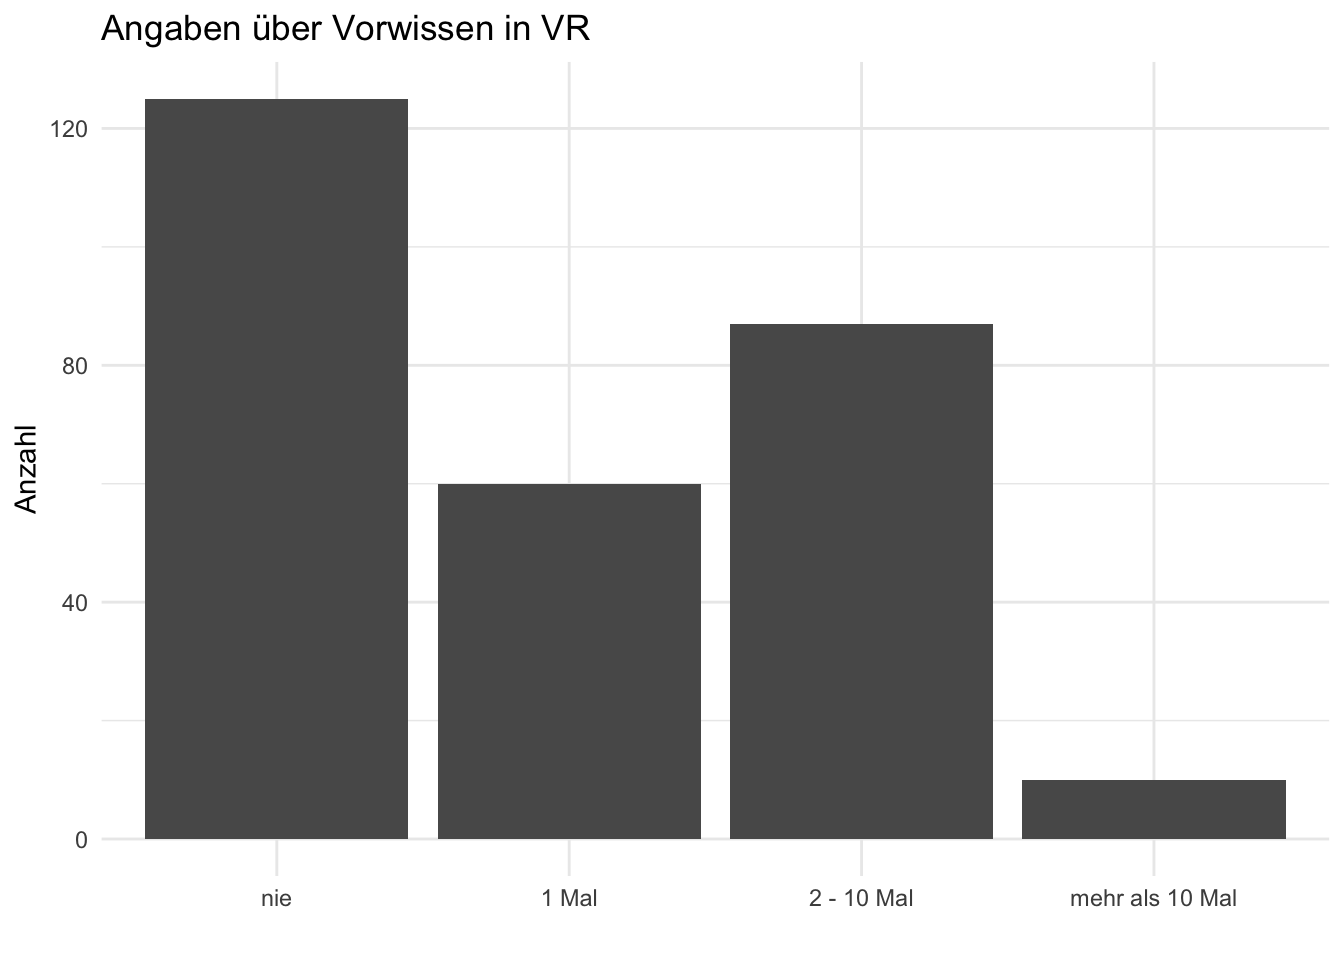 Angaben über Vorwissen in VR
Anzahl
120
80
40
0
nie
1 Mal
2 - 10 Mal
mehr als 10 Mal